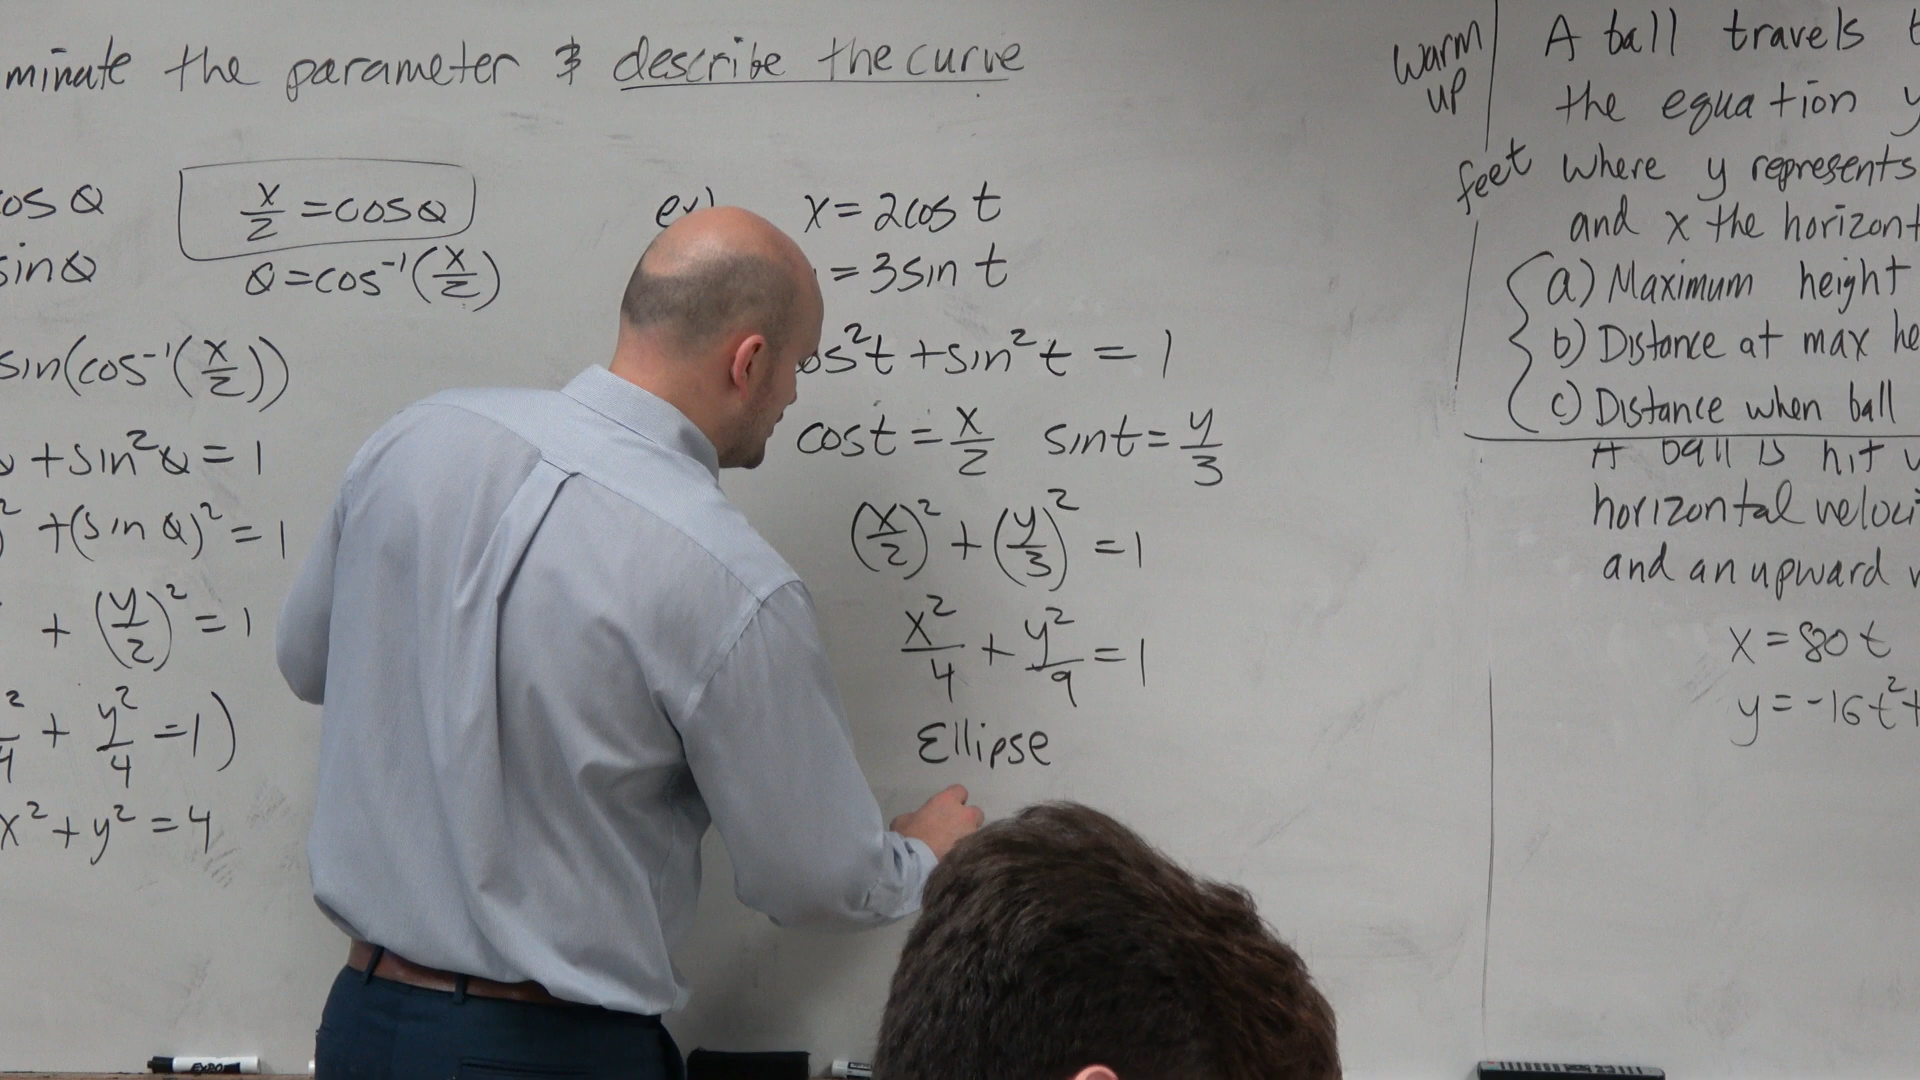 minate the parameter & describe the curve
cos θ
sin θ
x/2 = cos θ
θ = cos⁻¹(x/2)
sin(cos⁻¹(x/2))
+ sin²θ = 1
² + (sin θ)² = 1
+ (y/2)² = 1
²/4 + y²/4 = 1)
x² + y² = 4
ex)
x = 2cos t
= 3sin t
os²t + sin²t = 1
cos t = x/2 sin t = y/3
(x/2)² + (y/3)² = 1
x²/4 + y²/9 = 1
Ellipse
warm up
A ball travels t
the equation y
feet where y represents
and x the horizont
a) Maximum height
b) Distance at max he
c) Distance when ball
A ball is hit
horizontal veloci
and an upward v
x = 80t
y = -16t² +
EXPO